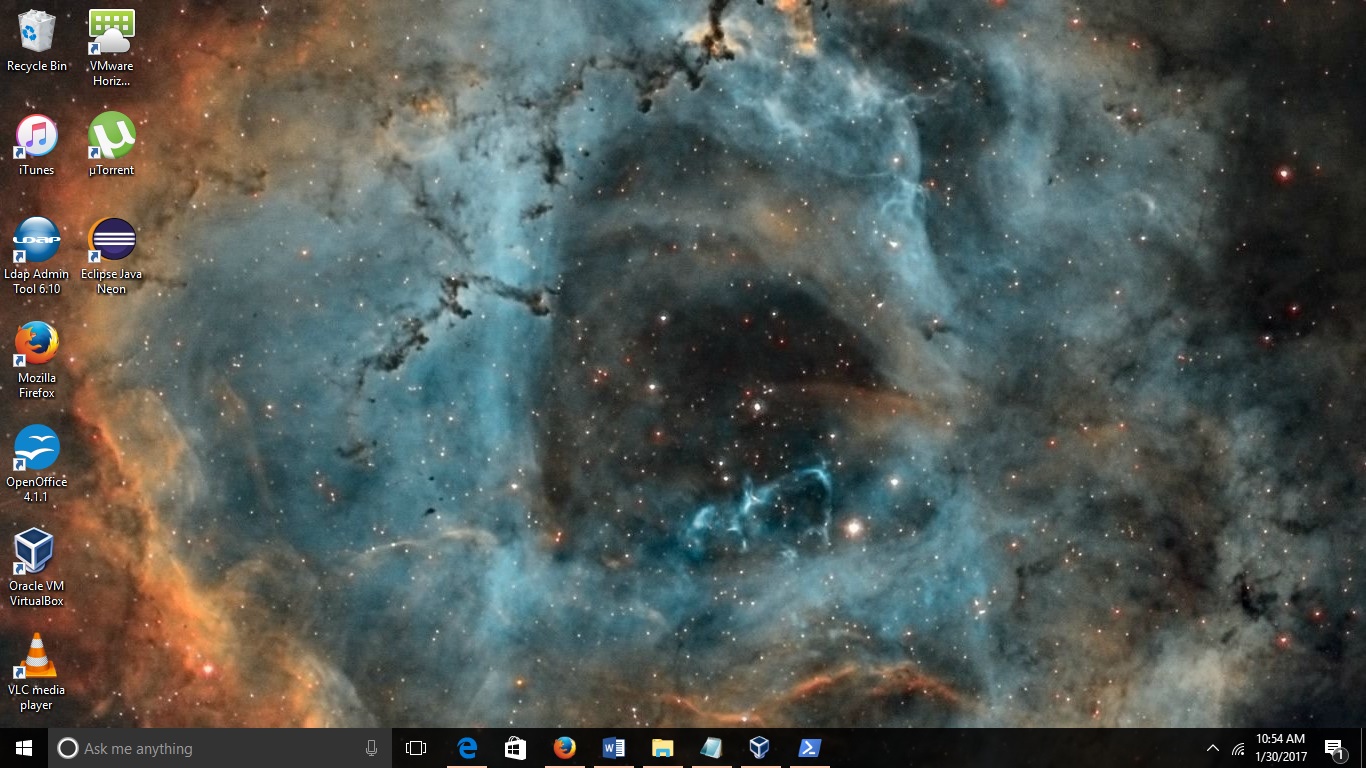 Recycle Bin
VMware
Horiz...
iTunes
µTorrent
LDAP
Ldap Admin
Tool 6.10
Eclipse Java
Neon
Mozilla
Firefox
OpenOffice
4.1.1
Oracle VM
VirtualBox
VLC media
player
Ask me anything
W
10:54 AM
1/30/2017
1